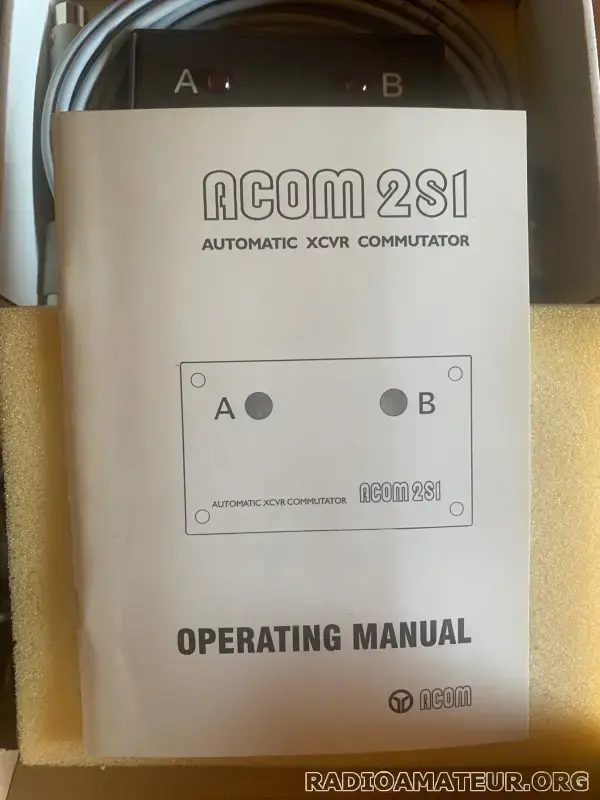 A B
ACOM 2S1
AUTOMATIC XCVR COMMUTATOR
A B
AUTOMATIC XCVR COMMUTATOR ACOM 2S1
OPERATING MANUAL
ACOM
RADIOAMATEUR.ORG